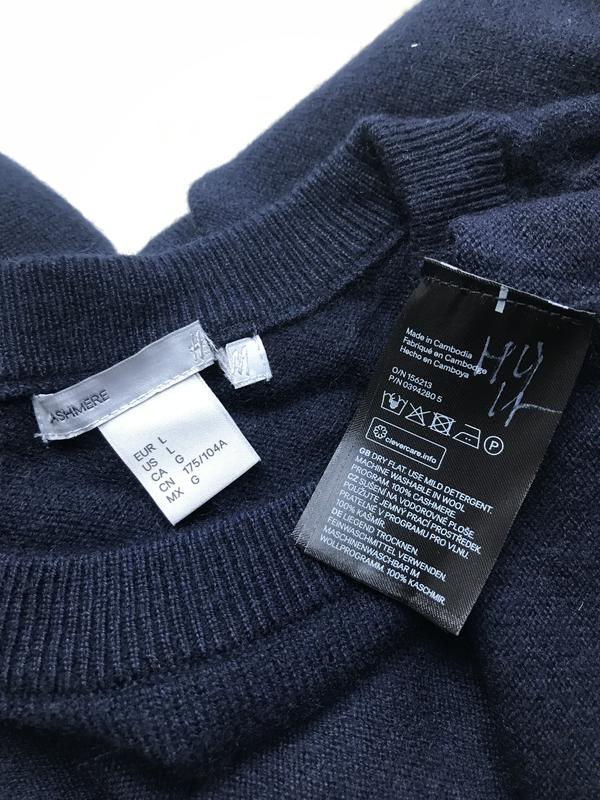 ASHMERE
EUR L
US L
CA G
CN 175/104A
MX G
Made in Cambodia
Fabriqué en Cambodge
Hecho en Camboya
O/N 156213
P/N 0394280 5
P
clevercare.info
GB DRY FLAT. USE MILD DETERGENT.
MACHINE WASHABLE IN WOOL
PROGRAM. 100% CASHMERE.
CZ SUŠENÍ NA VODOROVNÉ PLOŠE.
POUŽIJTE JEMNÝ PRACÍ PROSTŘEDEK.
PRATELNÉ V PROGRAMU PRO VLNU.
100% KAŠMÍR.
DE LIEGEND TROCKNEN.
FEINWASCHMITTEL VERWENDEN.
MASCHINENWASCHBAR IM
WOLLPROGRAMM. 100% KASCHMIR.